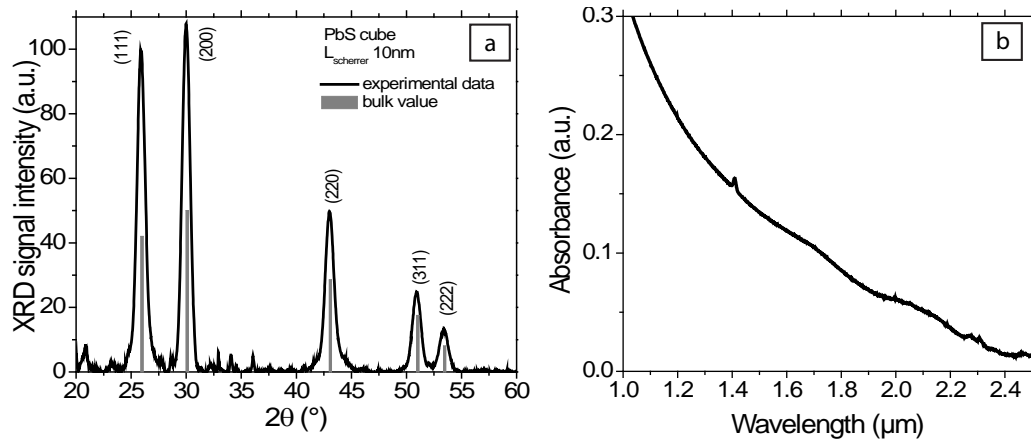 a
PbS cube
L scherrer 10nm
experimental data
bulk value
(111)
(200)
(220)
(311)
(222)
XRD signal intensity (a.u.)
100
80
60
40
20
0
20 25 30 35 40 45 50 55 60
2θ (°)
b
Absorbance (a.u.)
0.3
0.2
0.1
0.0
1.0 1.2 1.4 1.6 1.8 2.0 2.2 2.4
Wavelength (µm)